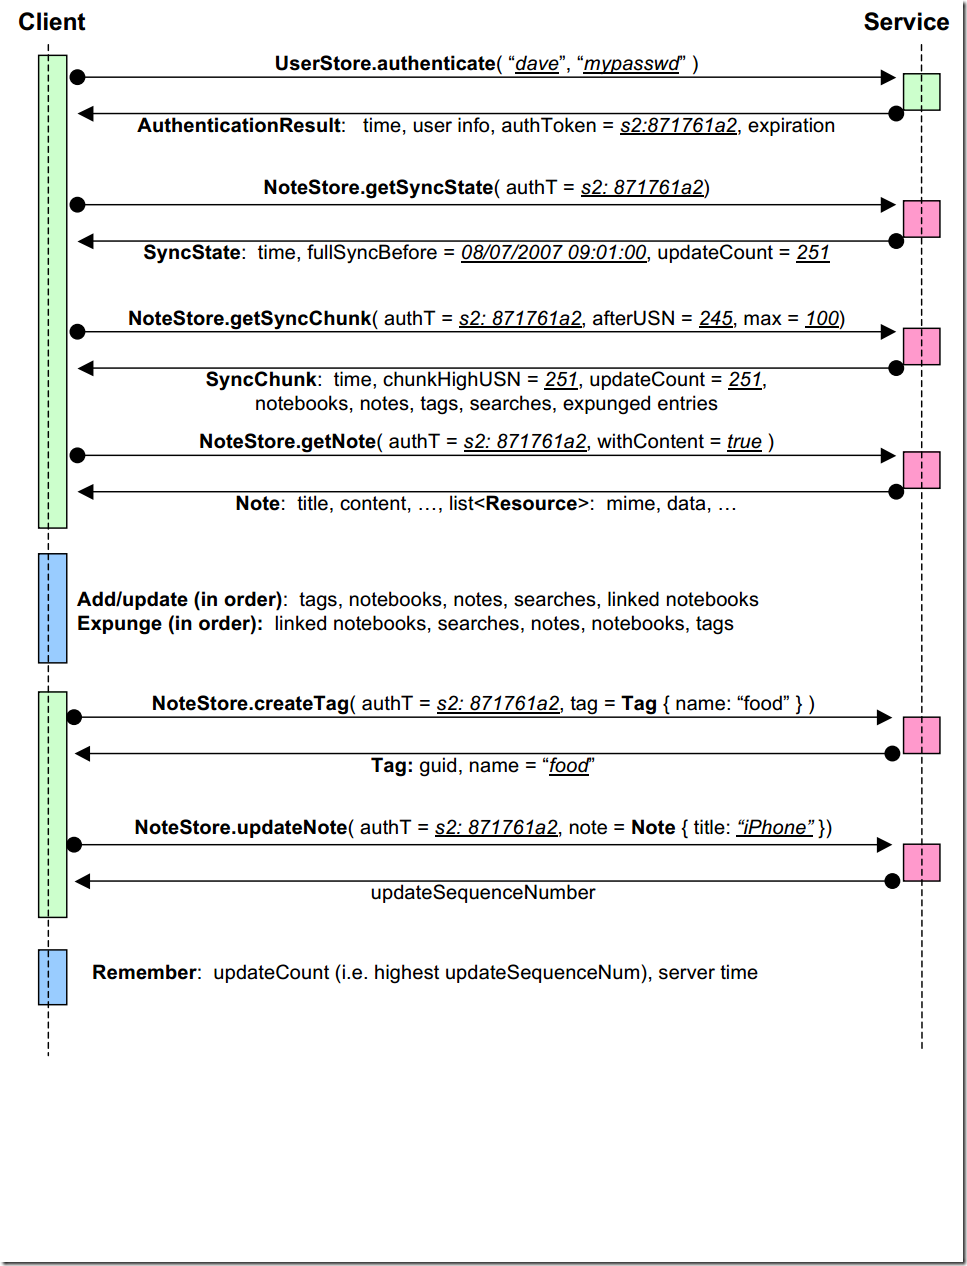 Client Service
UserStore.authenticate( “dave”, “mypasswd” )
AuthenticationResult: time, user info, authToken = s2:871761a2, expiration
NoteStore.getSyncState( authT = s2: 871761a2)
SyncState: time, fullSyncBefore = 08/07/2007 09:01:00, updateCount = 251
NoteStore.getSyncChunk( authT = s2: 871761a2, afterUSN = 245, max = 100)
SyncChunk: time, chunkHighUSN = 251, updateCount = 251,
notebooks, notes, tags, searches, expunged entries
NoteStore.getNote( authT = s2: 871761a2, withContent = true )
Note: title, content, …, list<Resource>: mime, data, …
Add/update (in order): tags, notebooks, notes, searches, linked notebooks
Expunge (in order): linked notebooks, searches, notes, notebooks, tags
NoteStore.createTag( authT = s2: 871761a2, tag = Tag { name: “food” } )
Tag: guid, name = “food”
NoteStore.updateNote( authT = s2: 871761a2, note = Note { title: “iPhone” })
updateSequenceNumber
Remember: updateCount (i.e. highest updateSequenceNum), server time